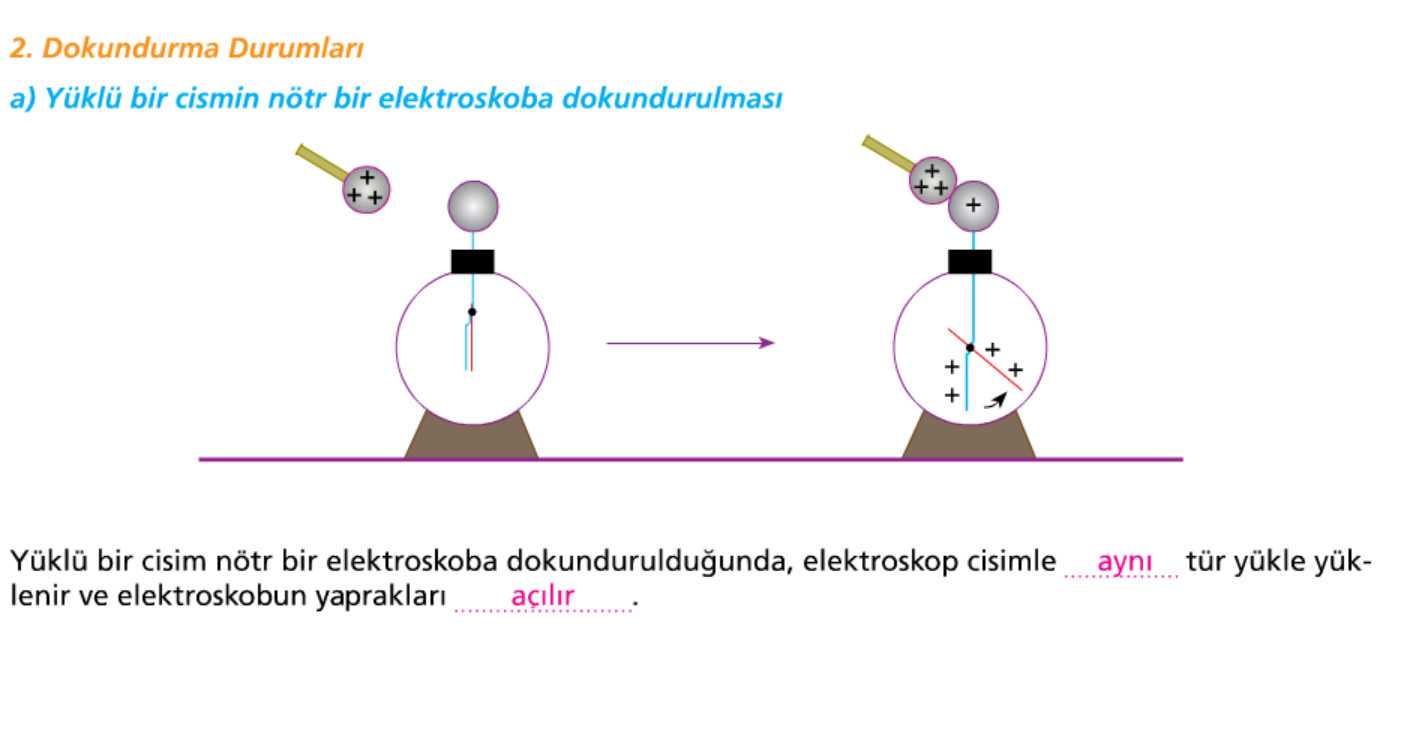 2. Dokundurma Durumları
a) Yüklü bir cismin nötr bir elektroskoba dokundurulması
+
+ +
+
+ +
+
+
+
+
+
Yüklü bir cisim nötr bir elektroskoba dokundurulduğunda, elektroskop cisimle aynı tür yükle yük-
lenir ve elektroskobun yaprakları açılır.